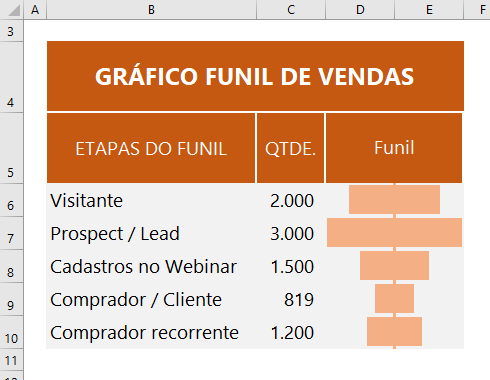 A B C D E F
3
4 GRÁFICO FUNIL DE VENDAS
5 ETAPAS DO FUNIL QTDE. Funil
6 Visitante 2.000
7 Prospect / Lead 3.000
8 Cadastros no Webinar 1.500
9 Comprador / Cliente 819
10 Comprador recorrente 1.200
11